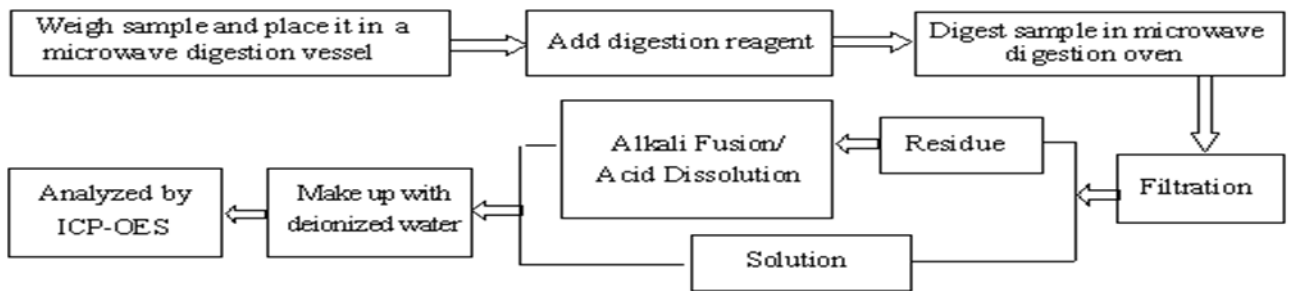 Weigh sample and place it in a
microwave digestion vessel
Add digestion reagent
Digest sample in microwave
digestion oven
Filtration
Residue
Alkali Fusion/
Acid Dissolution
Solution
Make up with
deionized water
Analyzed by
ICP-OES